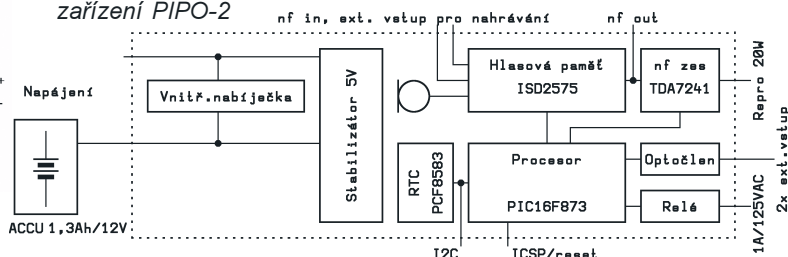 zařízení PIPO-2
nf in, ext. vstup pro nahrávání
nf out
Napájení
Vnitř.nabíječka
Stabilizátor 5V
Hlasová paměť
ISD2575
nf zes
TDA7241
Repro 20W
RTC
PCF8583
Procesor
PIC16F873
Optočlen
Relé
2x ext.vstup
1A/125VAC
ACCU 1,3Ah/12V
I2C
ICSP/reset